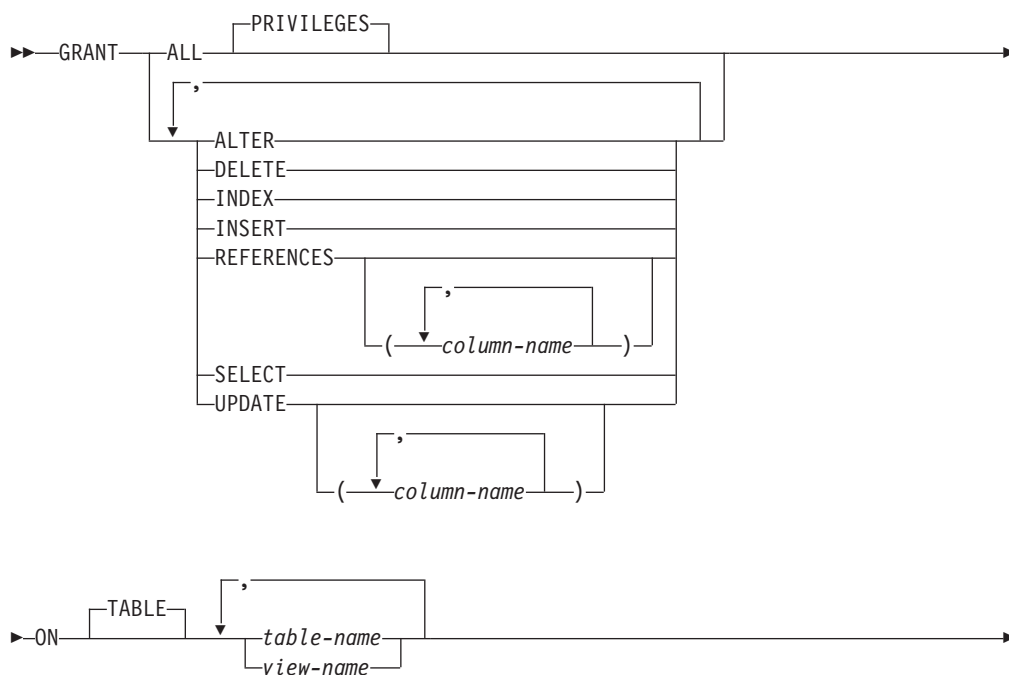 PRIVILEGES
GRANT ALL
,
ALTER
DELETE
INDEX
INSERT
REFERENCES
,
( column-name )
SELECT
UPDATE
,
( column-name )
TABLE ,
ON table-name
view-name